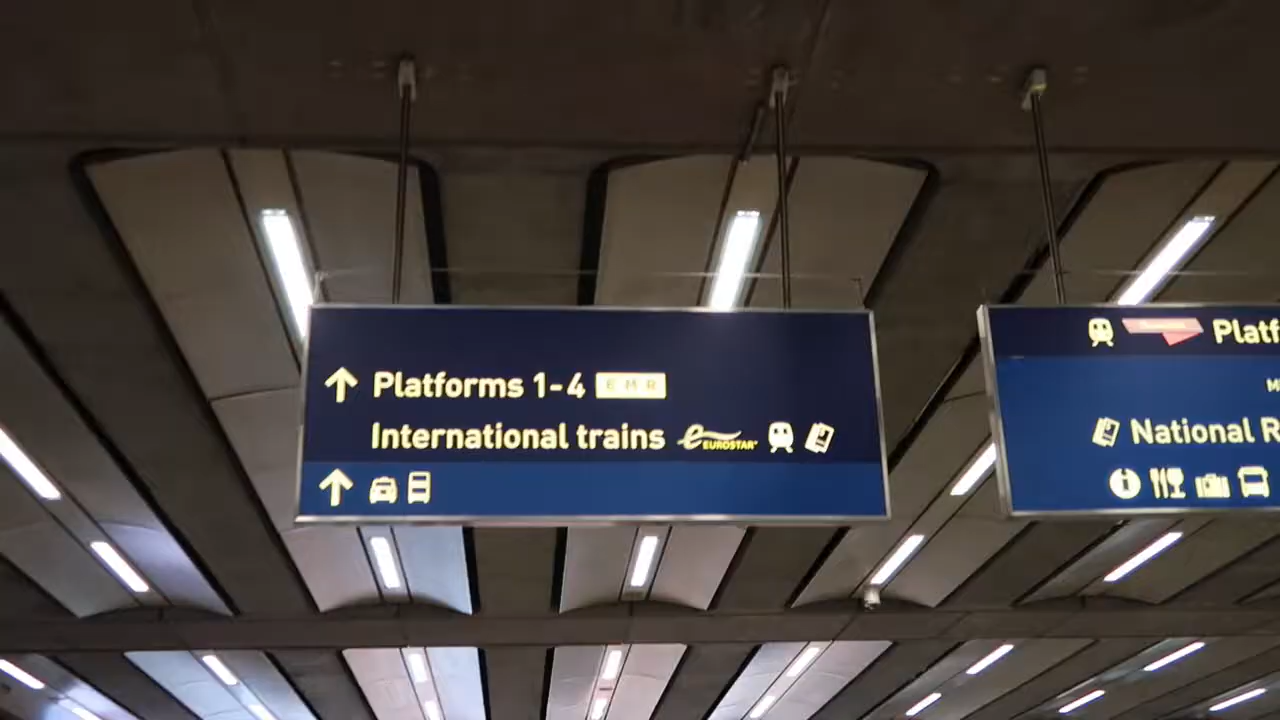 Platforms 1-4 EMR
International trains EUROSTAR
Platf
M
National R